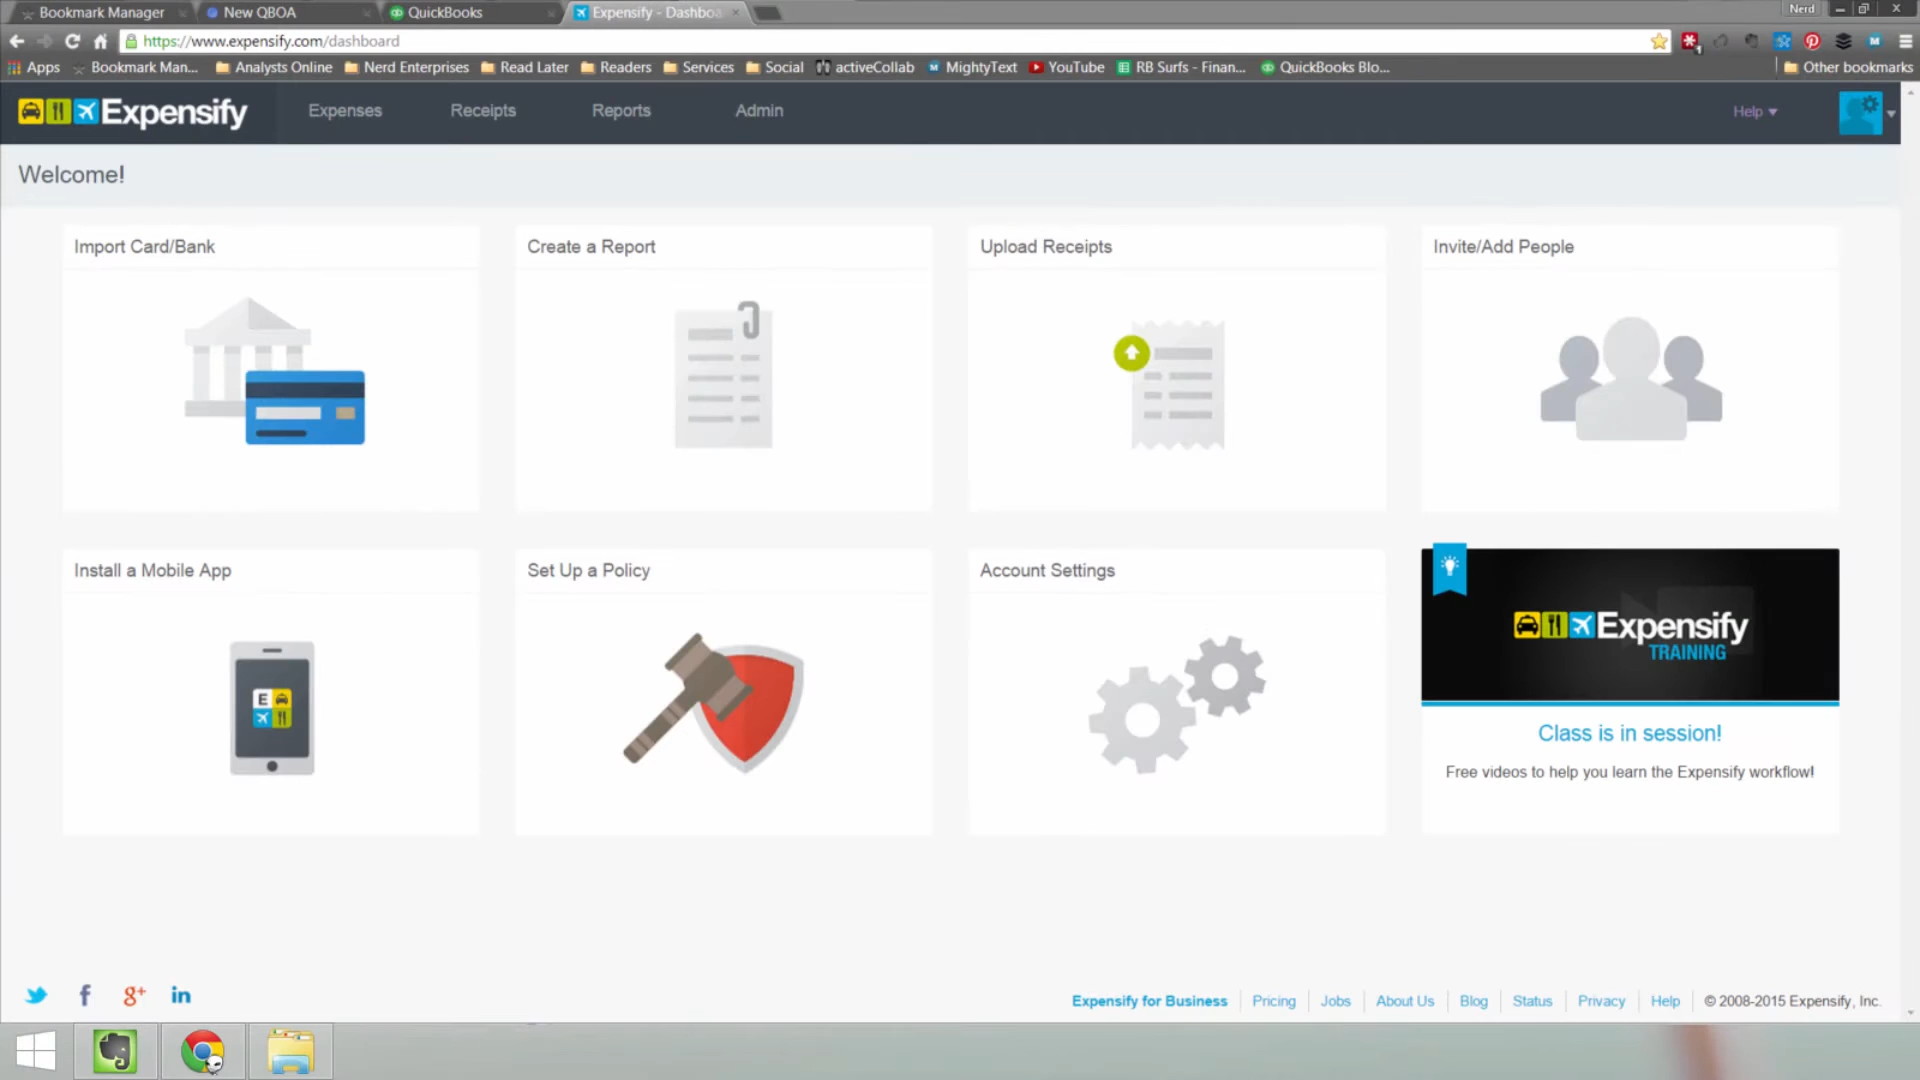 Bookmark Manager
New QBOA
QuickBooks
Expensify - Dashboa
Nerd
https://www.expensify.com/dashboard
Apps
Bookmark Man...
Analysts Online
Nerd Enterprises
Read Later
Readers
Services
Social
activeCollab
MightyText
YouTube
RB Surfs - Finan...
QuickBooks Blo...
Other bookmarks
Expensify
Expenses
Receipts
Reports
Admin
Help
Welcome!
Import Card/Bank
Create a Report
Upload Receipts
Invite/Add People
Install a Mobile App
Set Up a Policy
Account Settings
E
Expensify
TRAINING
Class is in session!
Free videos to help you learn the Expensify workflow!
Expensify for Business
Pricing
Jobs
About Us
Blog
Status
Privacy
Help
© 2008-2015 Expensify, Inc.